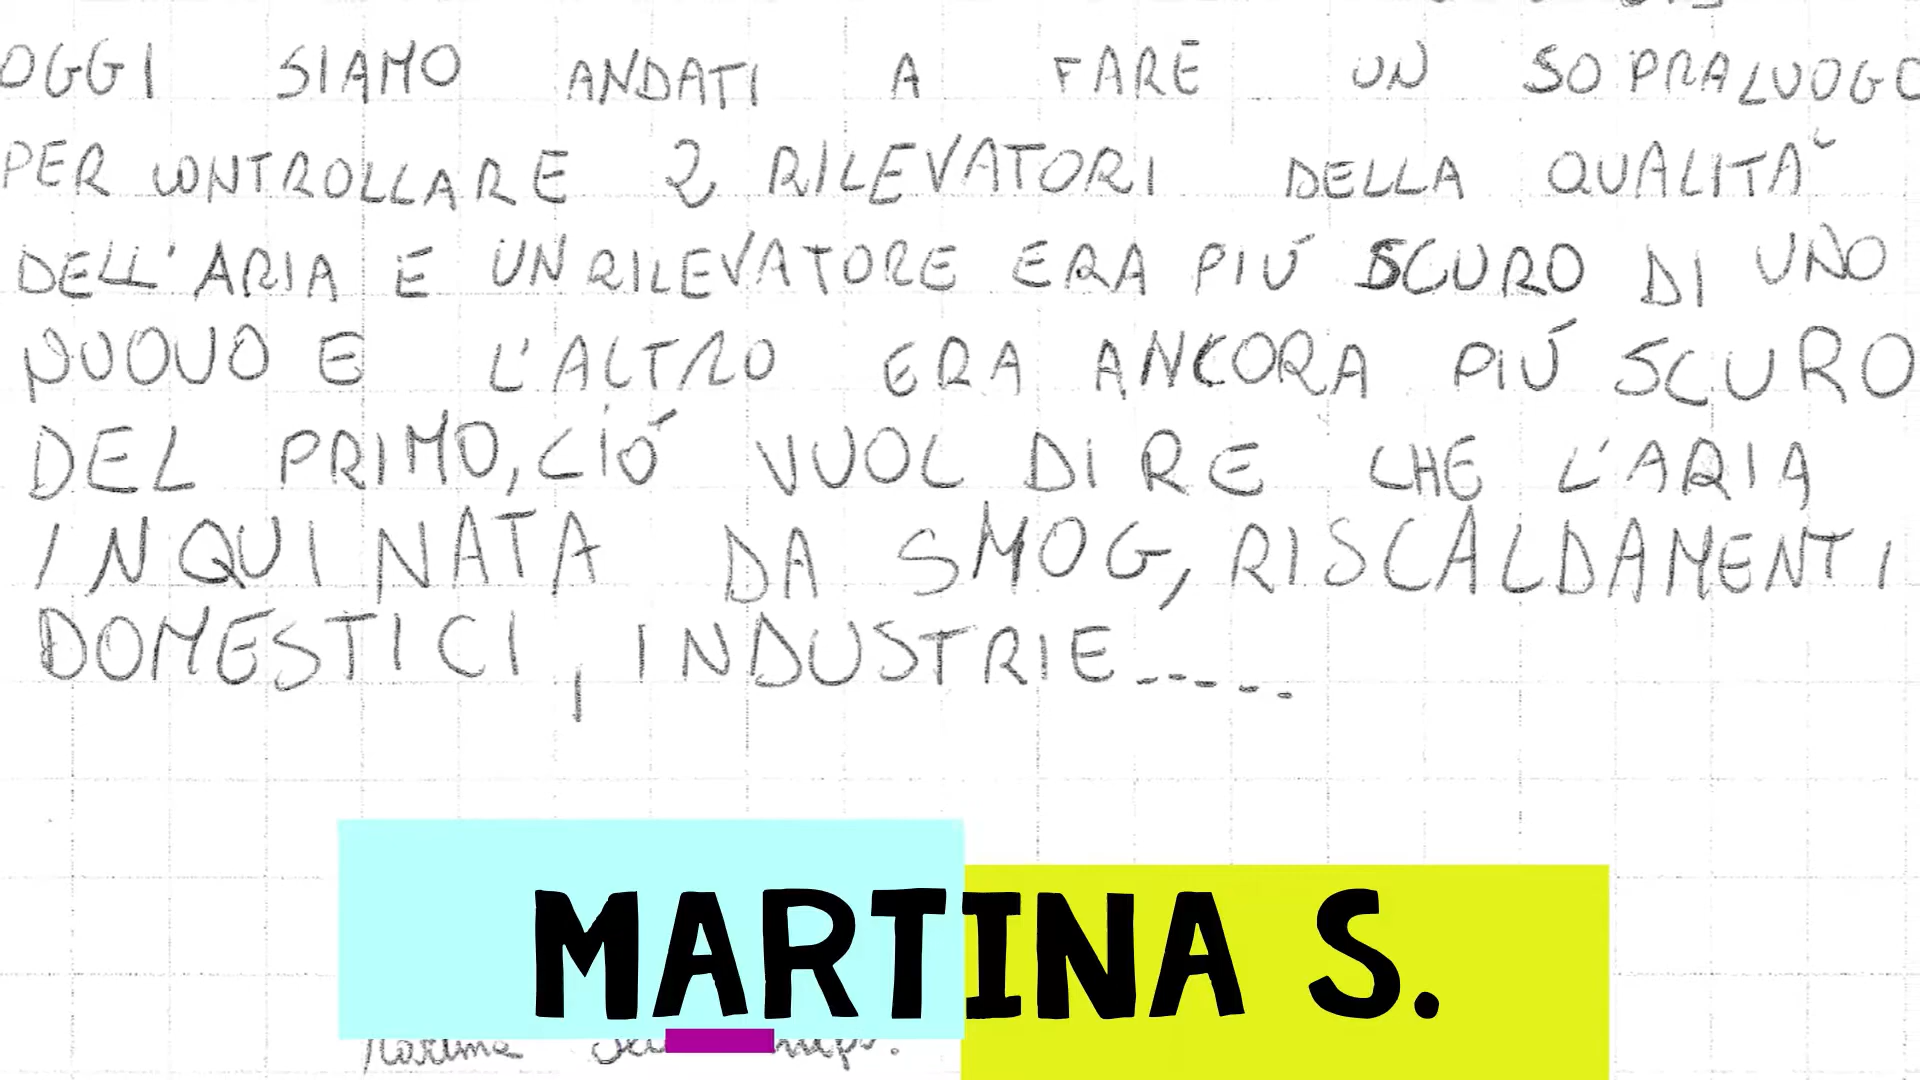 OGGI SIAMO ANDATI A FARE UN SOPRALUOGO
PER CONTROLLARE 2 RILEVATORI DELLA QUALITA'
DELL'ARIA E UN RILEVATORE ERA PIÚ SCURO DI UNO
NUOVO E L'ALTRO ERA ANCORA PIÚ SCURO
DEL PRIMO, CIÓ VUOL DIRE CHE L'ARIA
INQUINATA DA SMOG, RISCALDAMENTI
DOMESTICI, INDUSTRIE.....
MARTINA S.
Martina